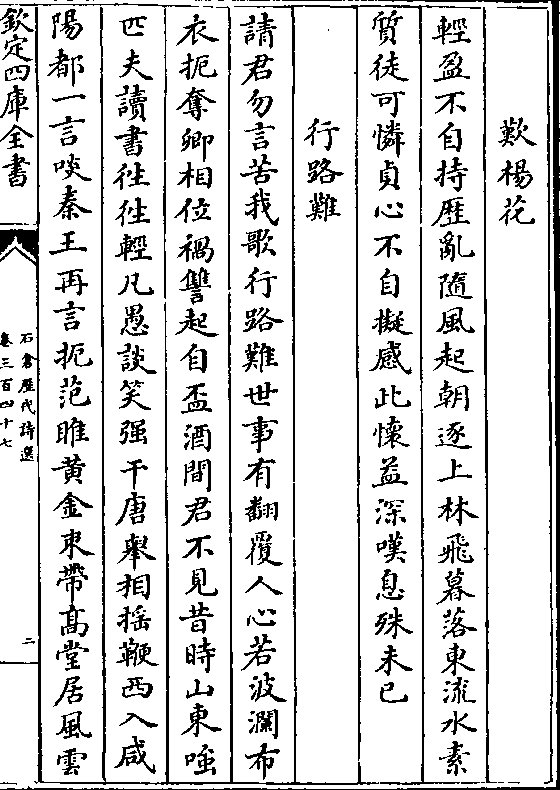 歎楊花
輕盈不自持歴亂隨風起朝逐上林飛暮落東流水素
質徒可憐貞心不自擬感此懷益深嘆息殊未已
行路難
請君勿言苦我歌行路難世事有翻覆人心若波瀾布
衣扼奪卿相位禍讐起自盃酒間君不見昔時山東嗤
匹夫讀書往往輕凡愚談笑强干唐舉相揺鞭西入咸
陽都一言啖秦王再言扼范睢黄金束帶髙堂居風雲
欽定四庫全書
石倉歴代詩選
卷三百四十七
二